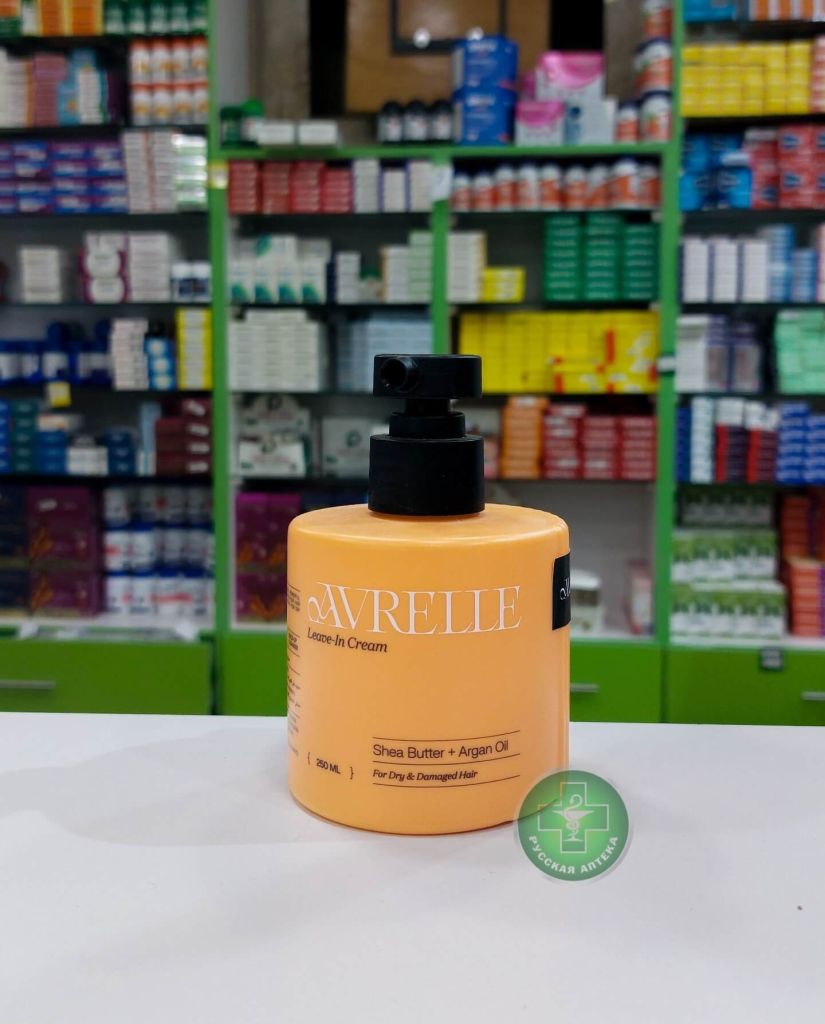 AVRELLE
Leave-In Cream
Shea Butter + Argan Oil
{ 250 ML }
For Dry & Damaged Hair
РУССКАЯ АПТЕКА